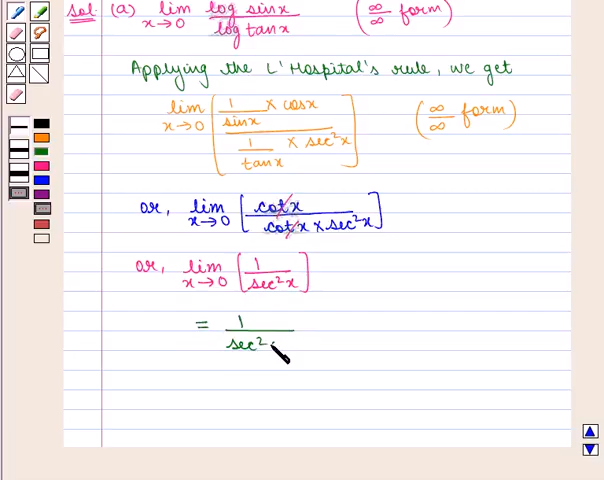 Sol (a) lim x→0 log sinx / log tanx (∞/∞ form)
Applying the L' Hospital's rule, we get
lim x→0 [ (1/sinx × cosx) / (1/tanx × sec²x) ] (∞/∞ form)
or, lim x→0 [ cotx / (cotx × sec²x) ]
or, lim x→0 [ 1 / sec²x ]
= 1 / sec²